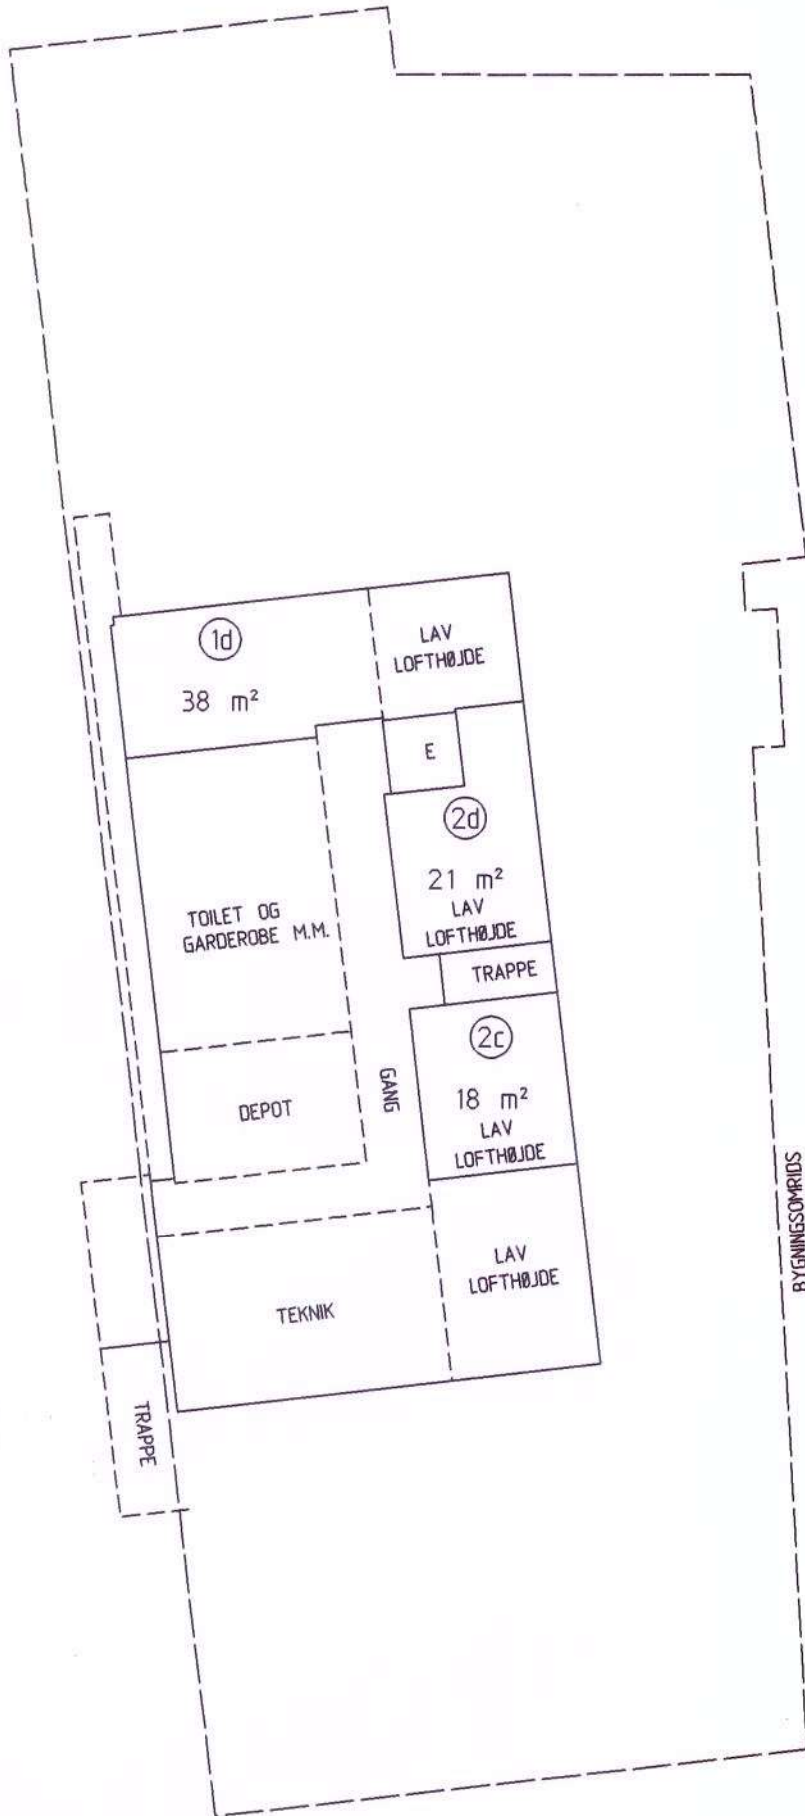 1d
38 m²
LAV
LOFTHØJDE
E
2d
21 m²
LAV
LOFTHØJDE
TOILET OG
GARDEROBE M.M.
TRAPPE
2c
18 m²
LAV
LOFTHØJDE
GANG
DEPOT
LAV
LOFTHØJDE
TEKNIK
TRAPPE
BYGNINGSOMRIDS